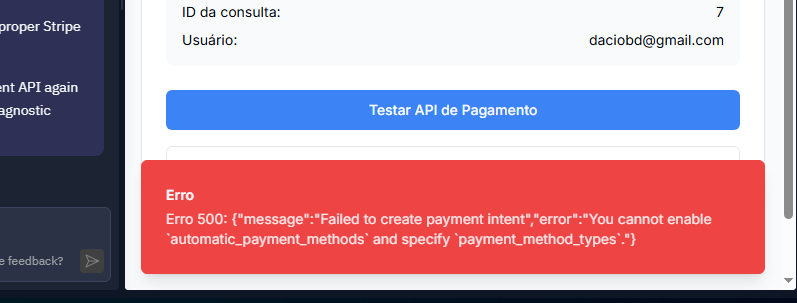 proper Stripe
ent API again
agnostic
e feedback?
ID da consulta: 7
Usuário: daciobd@gmail.com
Testar API de Pagamento
Erro
Erro 500: {"message":"Failed to create payment intent","error":"You cannot enable
`automatic_payment_methods` and specify `payment_method_types`."}